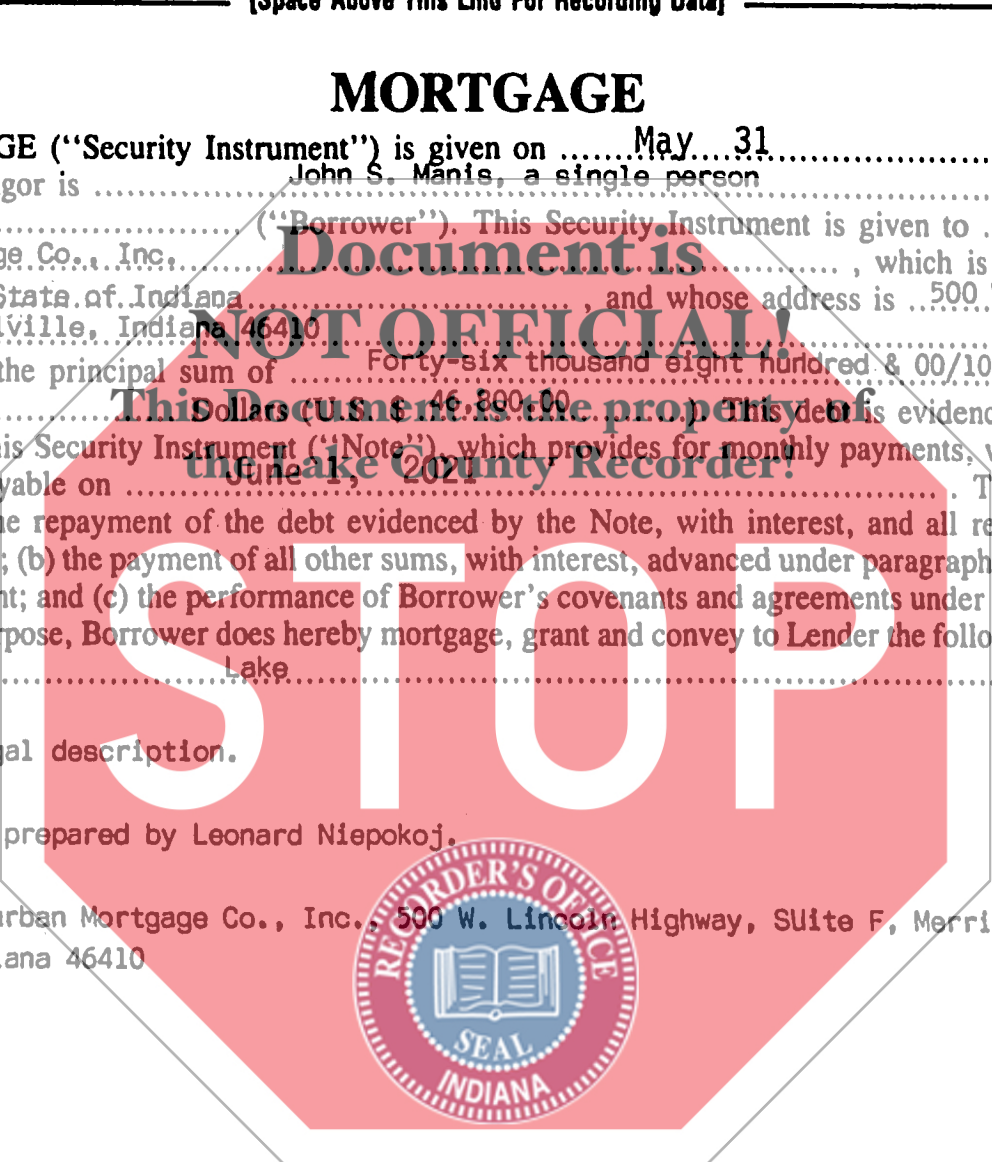 [Space Above This Line For Recording Data]
MORTGAGE
GE (“Security Instrument”) is given on .......May....31......................
gor is ........................John S. Manis, a single person........................
........................, (“Borrower”). This Security Instrument is given to .
ge Co., Inc. ........................................................ , which is
State of Indiana........................................ , and whose address is ..500
lville, Indiana 46410........................................
the principal sum of ........Forty-six thousand eight hundred & 00/10
....................Dollars (U.S. $ ..46,800.00..............). This debt is evidenc
is Security Instrument (“Note”), which provides for monthly payments,
yable on ............June 1, 2021........................................ . T
e repayment of the debt evidenced by the Note, with interest, and all re
; (b) the payment of all other sums, with interest, advanced under paragraph
nt; and (c) the performance of Borrower’s covenants and agreements under
rpose, Borrower does hereby mortgage, grant and convey to Lender the follo
........................Lake........................................
gal description.
prepared by Leonard Niepokoj.
urban Mortgage Co., Inc., 500 W. Lincoln Highway, SUite F, Merri
iana 46410
Document is
NOT OFFICIAL!
This Document is the property of
the Lake County Recorder!
STOP
RECORDER'S OFFICE
SEAL
INDIANA